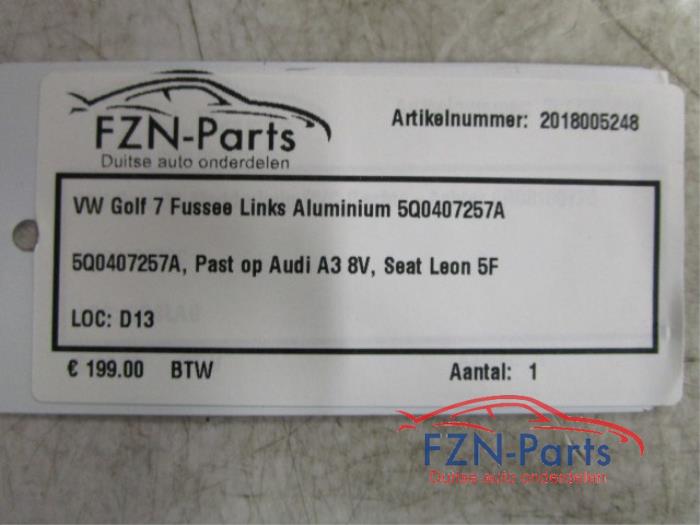 FZN-Parts
Duitse auto onderdelen
Artikelnummer: 2018005248
VW Golf 7 Fussee Links Aluminium 5Q0407257A
5Q0407257A, Past op Audi A3 8V, Seat Leon 5F
LOC: D13
€ 199.00 BTW Aantal: 1
FZN-Parts
Duitse auto onderdelen